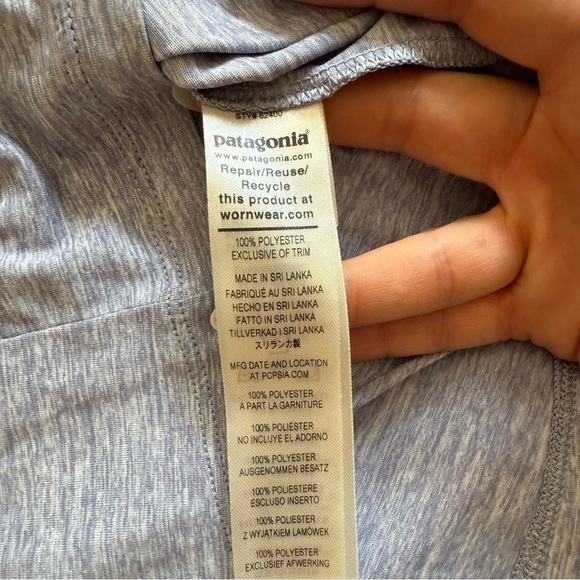 STY# 62400
patagonia®
www.patagonia.com
Repair/Reuse/
Recycle
this product at
wornwear.com
100% POLYESTER
EXCLUSIVE OF TRIM
MADE IN SRI LANKA
FABRIQUÉ AU SRI LANKA
HECHO EN SRI LANKA
FATTO IN SRI LANKA
TILLVERKAD I SRI LANKA
スリランカ製
MFG DATE AND LOCATION
AT PCPSIA.COM
100% POLYESTER
A PART LA GARNITURE
100% POLIÉSTER
NO INCLUYE EL ADORNO
100% POLYESTER
AUSGENOMMEN BESATZ
100% POLIESTERE
ESCLUSO INSERTO
100% POLIESTER
Z WYJĄTKIEM LAMÓWEK
100% POLYESTER
EXCLUSIEF AFWERKING